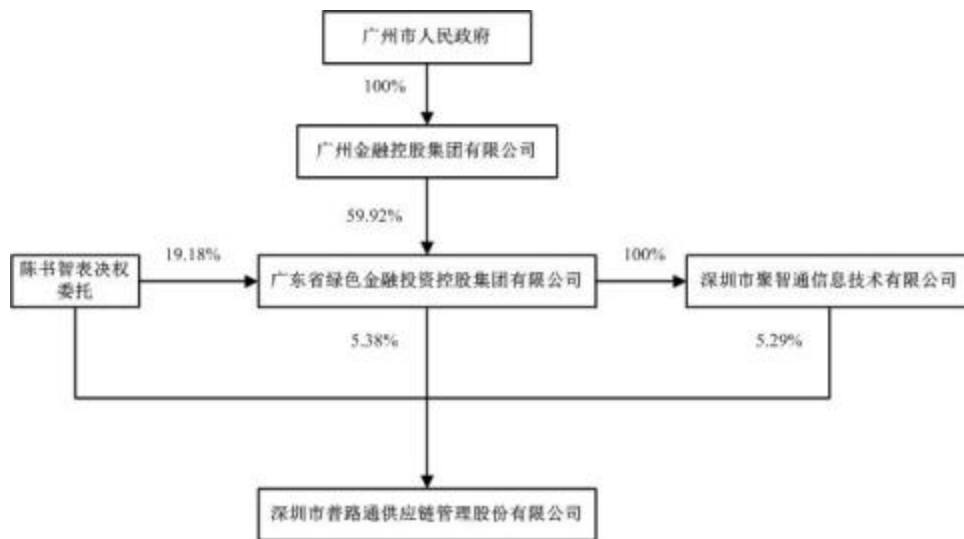 广州市人民政府
100%
广州金融控股集团有限公司
59.92%
陈书智表决权
委托
19.18%
广东省绿色金融投资控股集团有限公司
100%
深圳市聚智通信息技术有限公司
5.38%
5.29%
深圳市普路通供应链管理股份有限公司